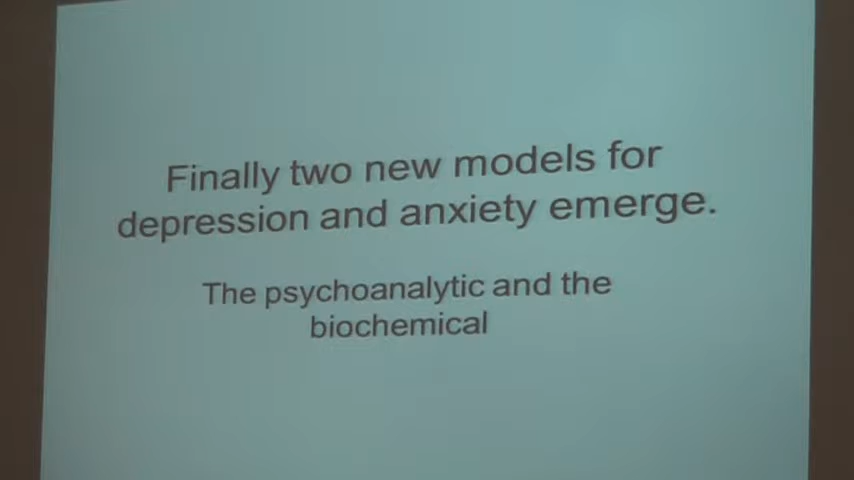 Finally two new models for
depression and anxiety emerge.
The psychoanalytic and the
biochemical